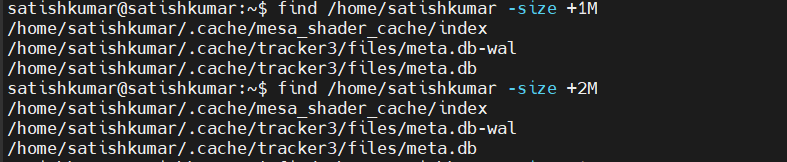 satishkumar@satishkumar:~$ find /home/satishkumar -size +1M
/home/satishkumar/.cache/mesa_shader_cache/index
/home/satishkumar/.cache/tracker3/files/meta.db-wal
/home/satishkumar/.cache/tracker3/files/meta.db
satishkumar@satishkumar:~$ find /home/satishkumar -size +2M
/home/satishkumar/.cache/mesa_shader_cache/index
/home/satishkumar/.cache/tracker3/files/meta.db-wal
/home/satishkumar/.cache/tracker3/files/meta.db